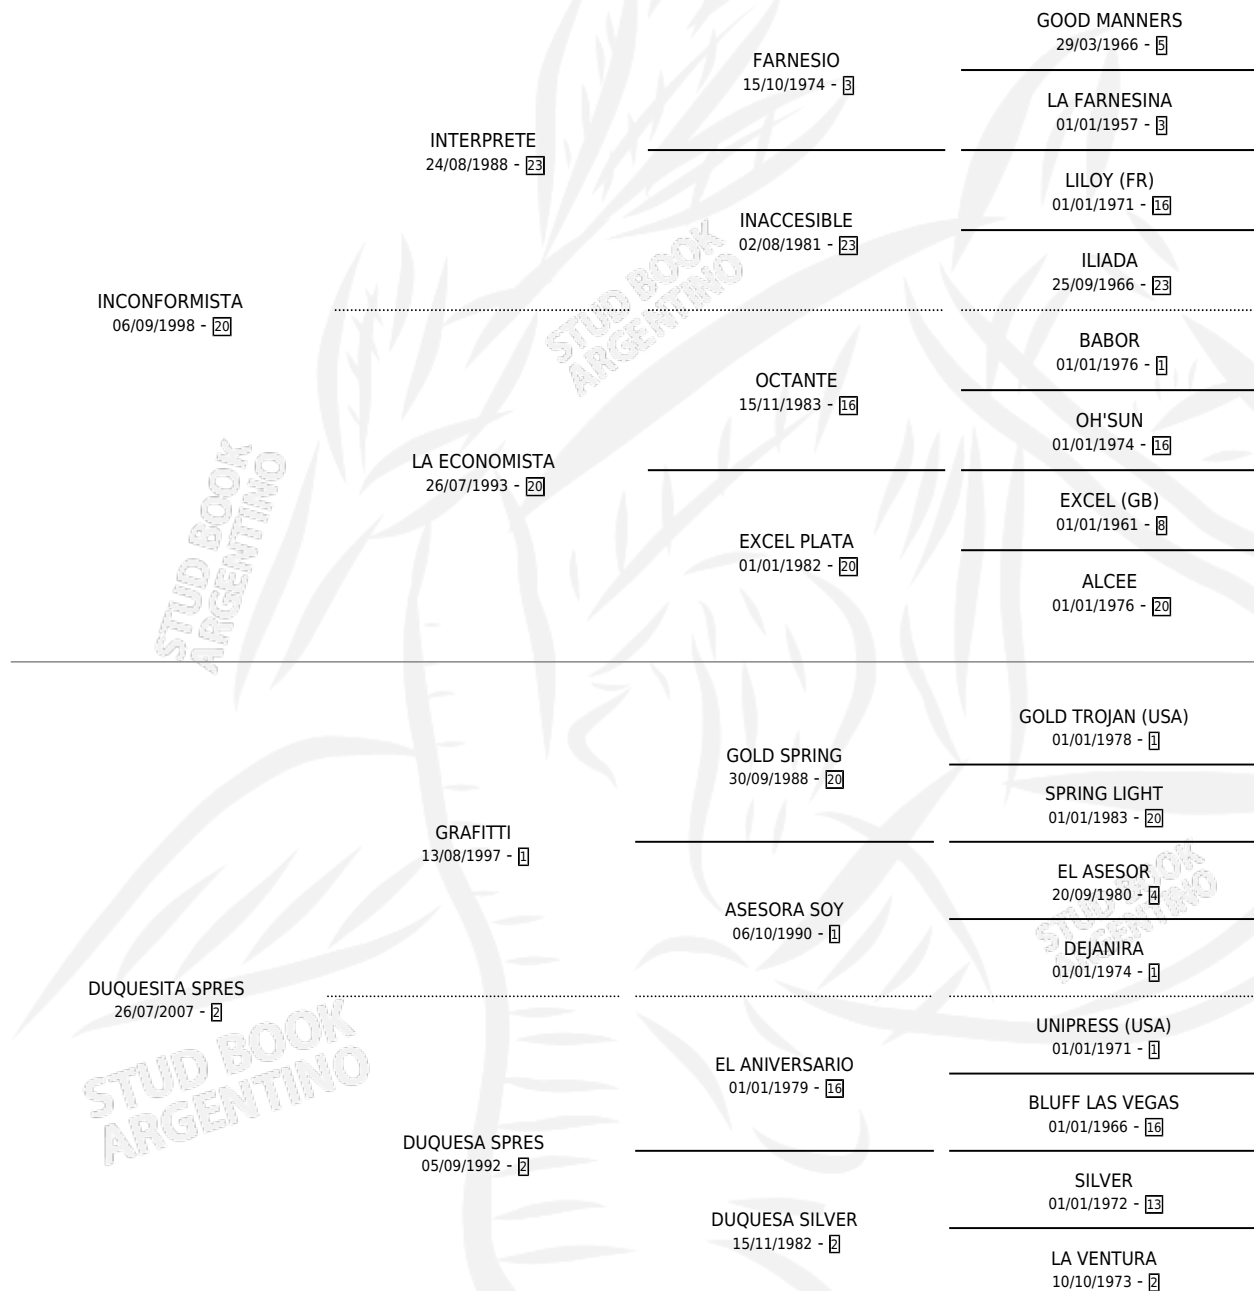 GOOD MANNERS
29/03/1966 - 5
FARNESIO
15/10/1974 - 3
LA FARNESINA
01/01/1957 - 3
INTERPRETE
24/08/1988 - 23
LILOY (FR)
01/01/1971 - 16
INACCESIBLE
02/08/1981 - 23
ILIADA
25/09/1966 - 23
INCONFORMISTA
06/09/1998 - 20
BABOR
01/01/1976 - 1
OCTANTE
15/11/1983 - 16
OH'SUN
01/01/1974 - 16
LA ECONOMISTA
26/07/1993 - 20
EXCEL (GB)
01/01/1961 - 8
EXCEL PLATA
01/01/1982 - 20
ALCEE
01/01/1976 - 20
GOLD TROJAN (USA)
01/01/1978 - 1
GOLD SPRING
30/09/1988 - 20
SPRING LIGHT
01/01/1983 - 20
GRAFITTI
13/08/1997 - 1
EL ASESOR
20/09/1980 - 4
ASESORA SOY
06/10/1990 - 1
DEJANIRA
01/01/1974 - 1
DUQUESITA SPRES
26/07/2007 - 2
UNIPRESS (USA)
01/01/1971 - 1
EL ANIVERSARIO
01/01/1979 - 16
BLUFF LAS VEGAS
01/01/1966 - 16
DUQUESA SPRES
05/09/1992 - 2
SILVER
01/01/1972 - 13
DUQUESA SILVER
15/11/1982 - 2
LA VENTURA
10/10/1973 - 2
STUD BOOK
ARGENTINO
STUD BOOK
ARGENTINO
STUD BOOK
ARGENTINO
STUD BOOK
ARGENTINO